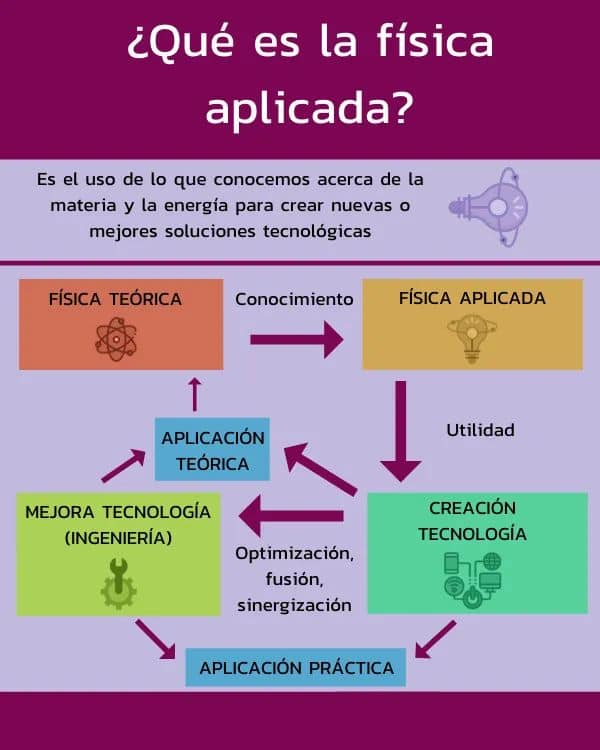 ¿Qué es la física
aplicada?
Es el uso de lo que conocemos acerca de la
materia y la energía para crear nuevas o
mejores soluciones tecnológicas
FÍSICA TEÓRICA
Conocimiento
FÍSICA APLICADA
Utilidad
APLICACIÓN
TEÓRICA
MEJORA TECNOLOGÍA
(INGENIERÍA)
CREACIÓN
TECNOLOGÍA
Optimización,
fusión,
sinergización
APLICACIÓN PRÁCTICA